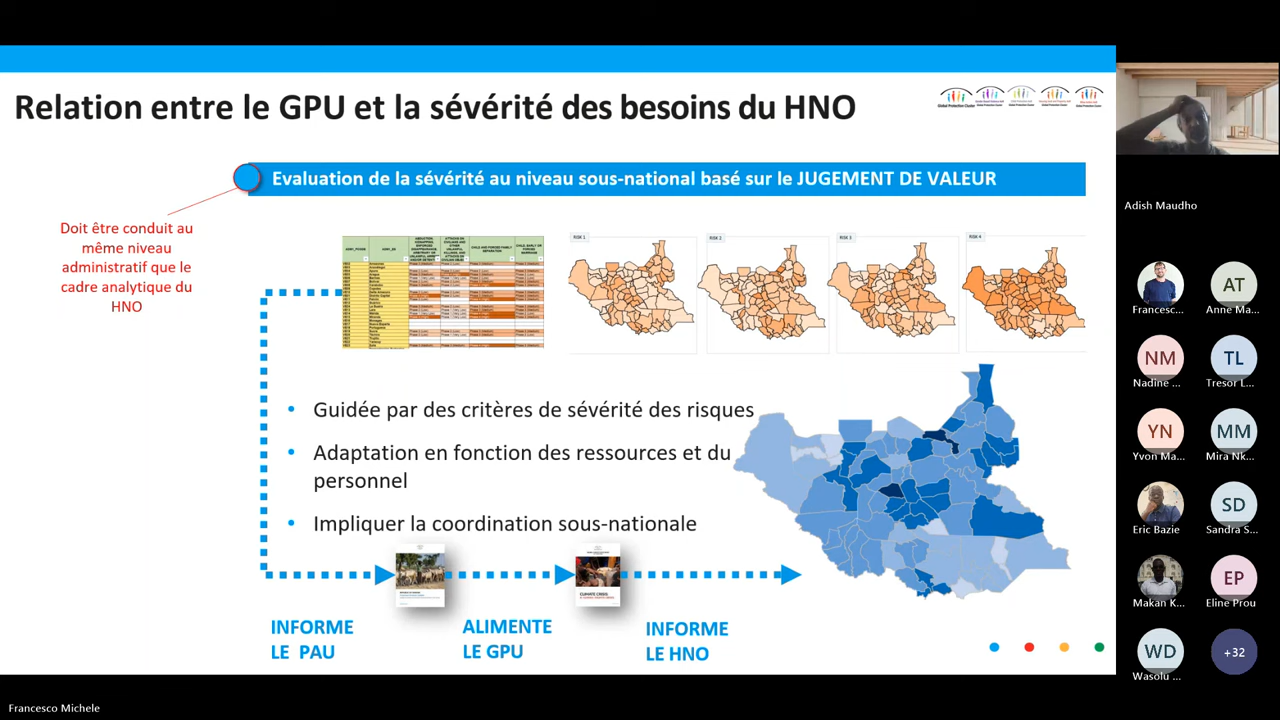 Relation entre le GPU et la sévérité des besoins du HNO
Evaluation de la sévérité au niveau sous-national basé sur le JUGEMENT DE VALEUR
Doit être conduit au
même niveau
administratif que le
cadre analytique du
HNO
RISK 1
RISK 2
RISK 3
RISK 4
• Guidée par des critères de sévérité des risques
• Adaptation en fonction des ressources et du
personnel
• Impliquer la coordination sous-nationale
CLIMATE CRISIS
INFORME
LE PAU
ALIMENTE
LE GPU
INFORME
LE HNO
Adish Maudho
Francesc...
AT
Anne Ma...
NM
Nadine ...
TL
Tresor L...
YN
Yvon Ma...
MM
Mira Nk...
Eric Bazie
SD
Sandra S...
Makan K...
EP
Eline Prou
WD
Wasolu ...
+32
Francesco Michele